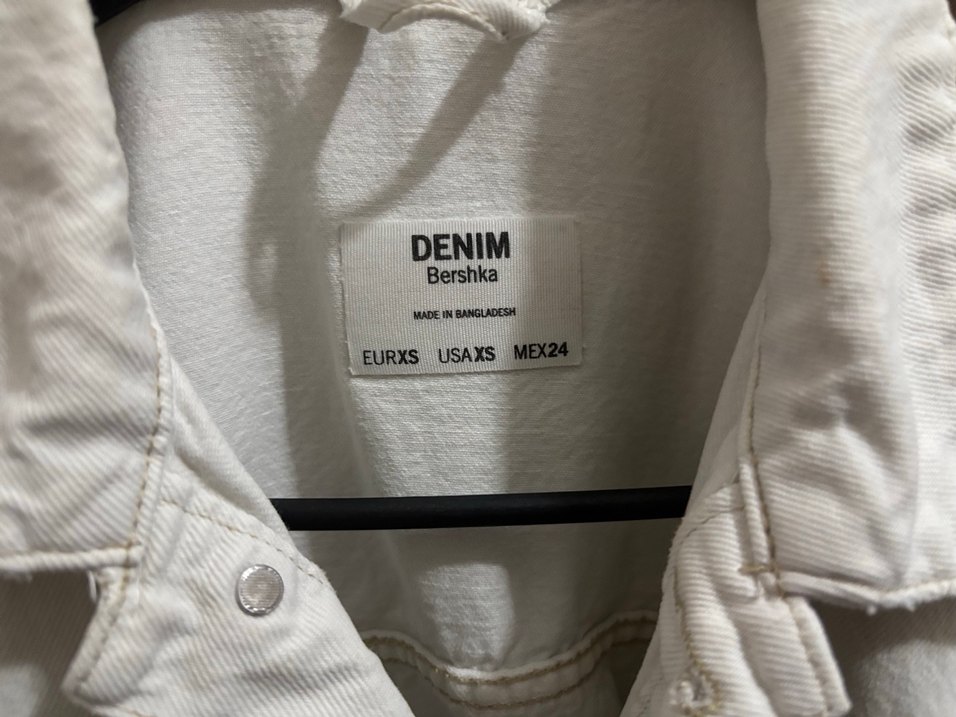 DENIM
Bershka
MADE IN BANGLADESH
EURXS USAXS MEX24